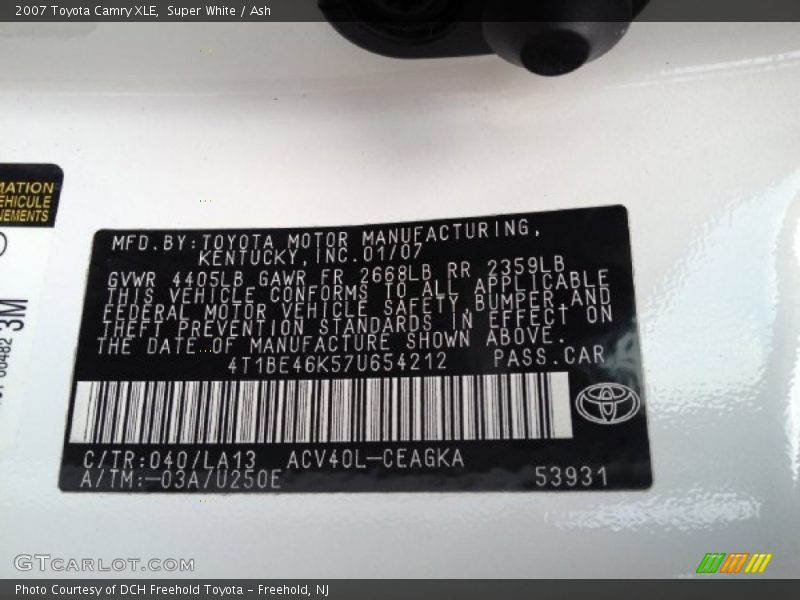 2007 Toyota Camry XLE, Super White / Ash
MATION
EHICULE
NEMENTS
3M
00482
MFD.BY:TOYOTA MOTOR MANUFACTURING,
KENTUCKY,INC.01/07
GVWR 4405LB GAWR FR 2668LB RR 2359LB
THIS VEHICLE CONFORMS TO ALL APPLICABLE
FEDERAL MOTOR VEHICLE SAFETY,BUMPER,AND
THEFT PREVENTION STANDARDS IN EFFECT ON
THE DATE OF MANUFACTURE SHOWN ABOVE.
4T1BE46K57U654212 PASS.CAR
C/TR:040/LA13 ACV40L-CEAGKA
A/TM:-03A/U250E 53931
GTCARLOT.COM
Photo Courtesy of DCH Freehold Toyota - Freehold, NJ